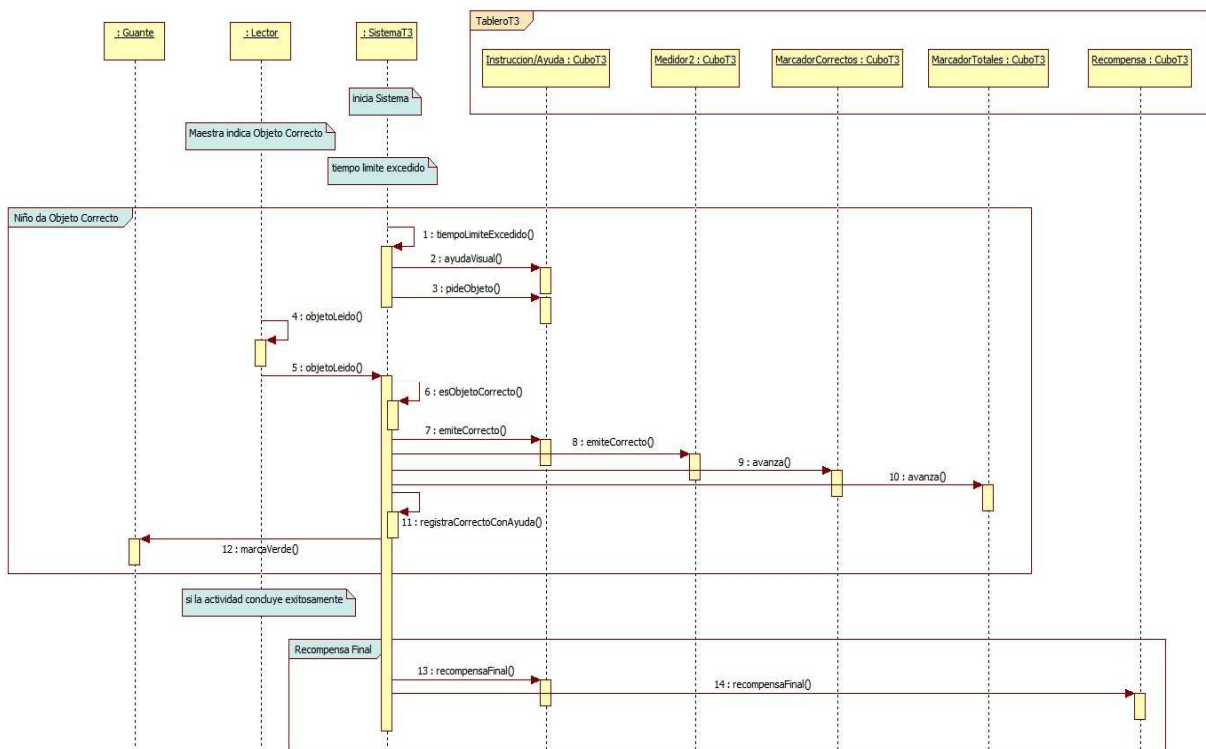 TableroT3
: Guante
: Lector
: SistemaT3
Instruccion/Ayuda : CuboT3
Medidor2 : CuboT3
MarcadorCorrectos : CuboT3
MarcadorTotales : CuboT3
Recompensa : CuboT3
inicia Sistema
Maestra indica Objeto Correcto
tiempo limite excedido
Niño da Objeto Correcto
1 : tiempoLimiteExcedido()
2 : ayudaVisual()
3 : pideObjeto()
4 : objetoLeido()
5 : objetoLeido()
6 : esObjetoCorrecto()
7 : emiteCorrecto()
8 : emiteCorrecto()
9 : avanza()
10 : avanza()
11 : registraCorrectoConAyuda()
12 : marcaVerde()
si la actividad concluye exitosamente
Recompensa Final
13 : recompensaFinal()
14 : recompensaFinal()